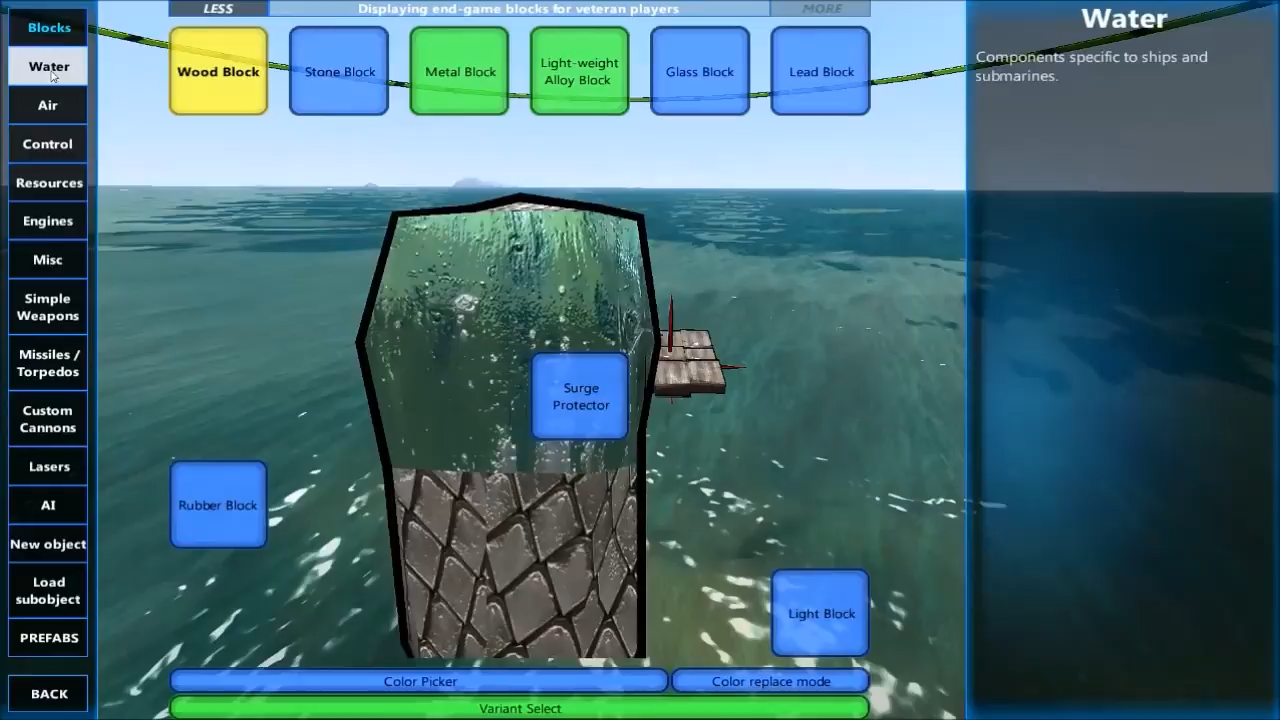 LESS
Displaying end-game blocks for veteran players
MORE
Blocks
Water
Air
Control
Resources
Engines
Misc
Simple
Weapons
Missiles /
Torpedos
Custom
Cannons
Lasers
AI
New object
Load
subobject
PREFABS
BACK
Wood Block
Stone Block
Metal Block
Light-weight
Alloy Block
Glass Block
Lead Block
Surge
Protector
Rubber Block
Light Block
Color Picker
Color replace mode
Variant Select
Water
Components specific to ships and
submarines.